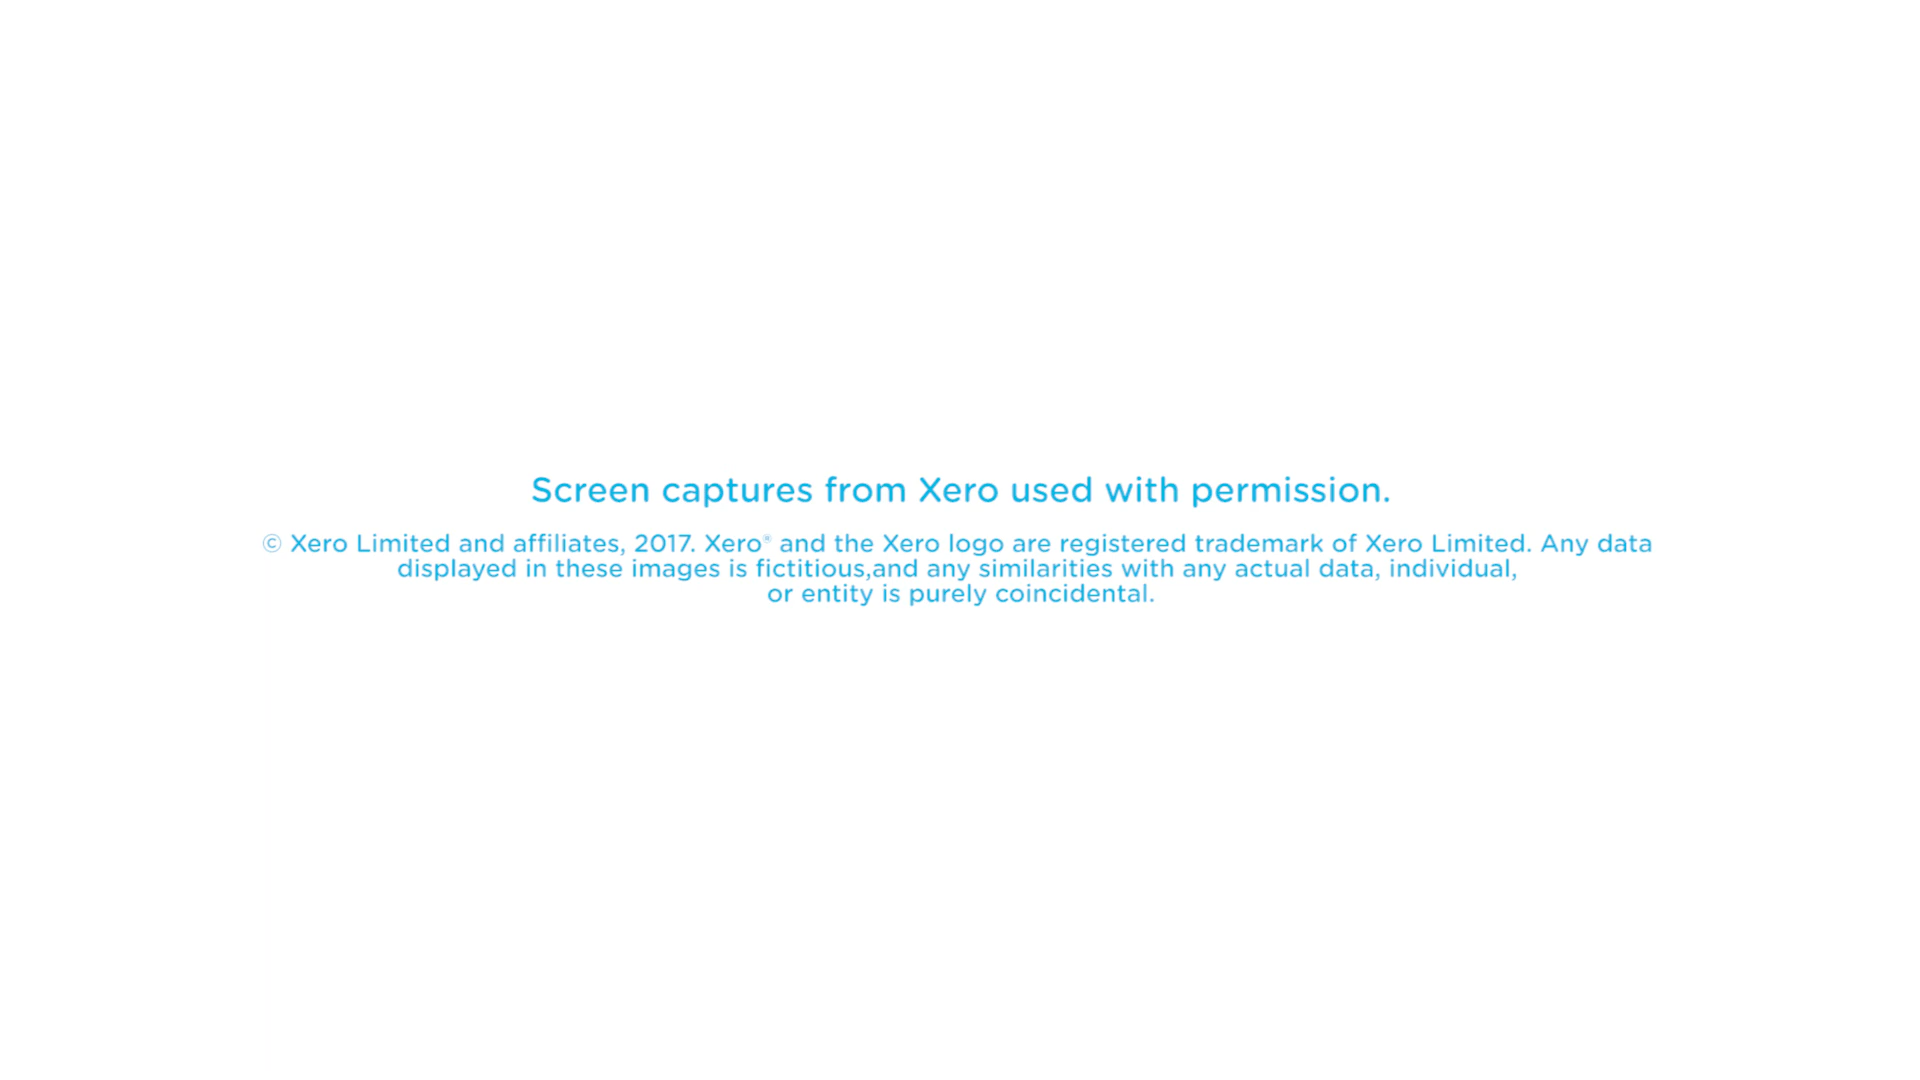 Screen captures from Xero used with permission.
© Xero Limited and affiliates, 2017. Xero® and the Xero logo are registered trademark of Xero Limited. Any data
displayed in these images is fictitious,and any similarities with any actual data, individual,
or entity is purely coincidental.